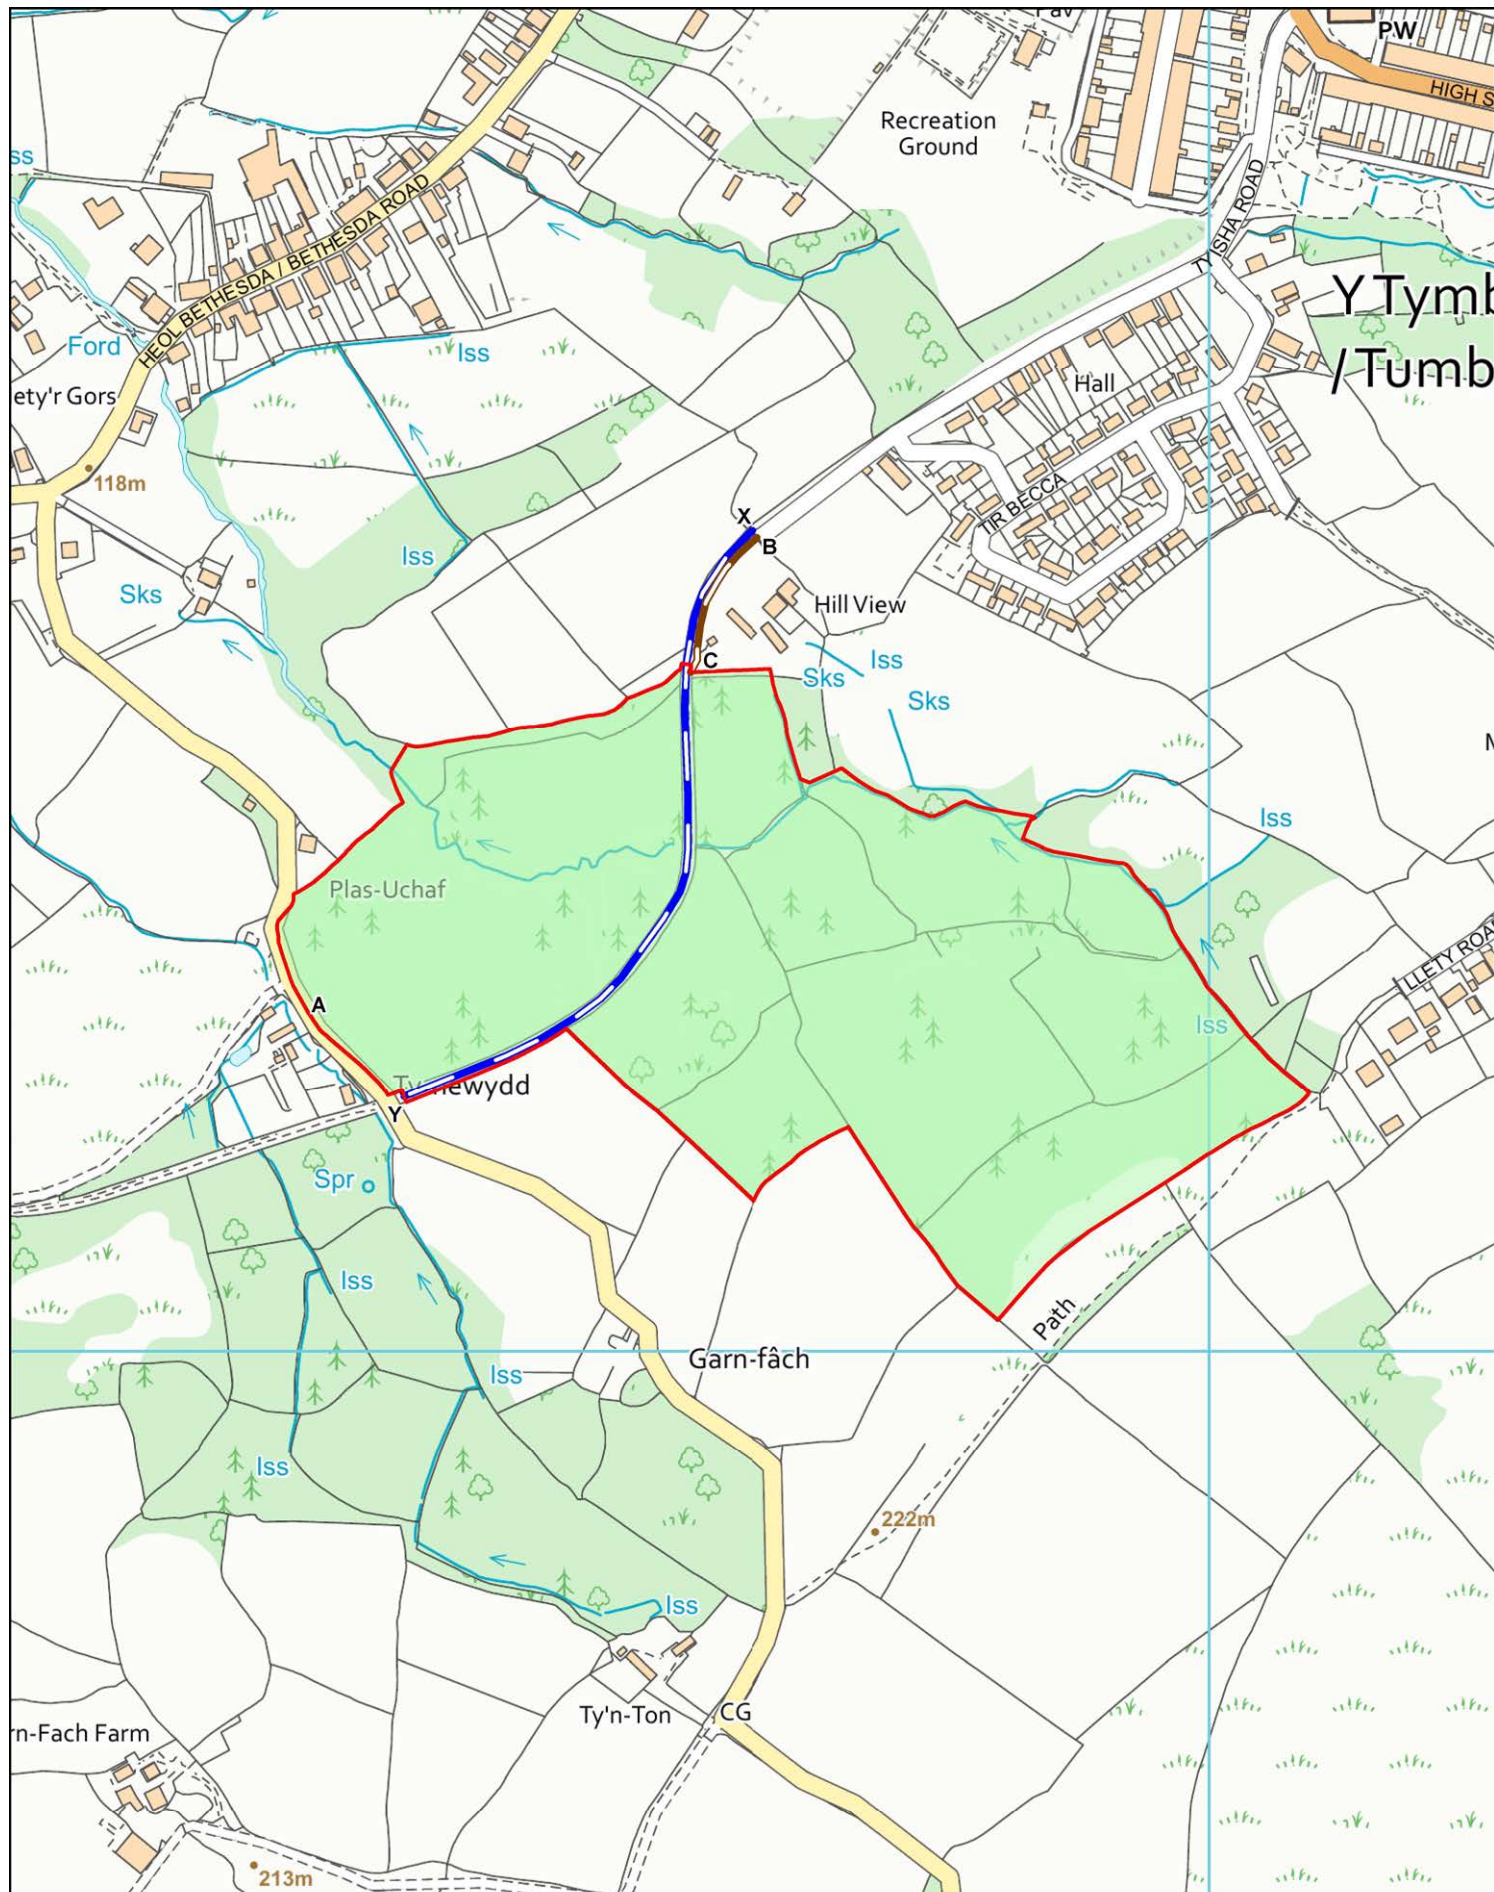 PW
HIGH S
Recreation
Ground
TYISHA ROAD
HEOL BETHESDA / BETHESDA ROAD
Y Tymb
/Tumb
Ford
Iss
Hall
ety'r Gors
118m
TIR BECCA
X
B
Iss
Sks
Hill View
C
Iss
Sks
Sks
Iss
Plas-Uchaf
LLETY ROA
A
Iss
Y
Spr
Iss
Path
Garn-fâch
Iss
Iss
222m
Iss
Ty'n-Ton
CG
rn-Fach Farm
213m